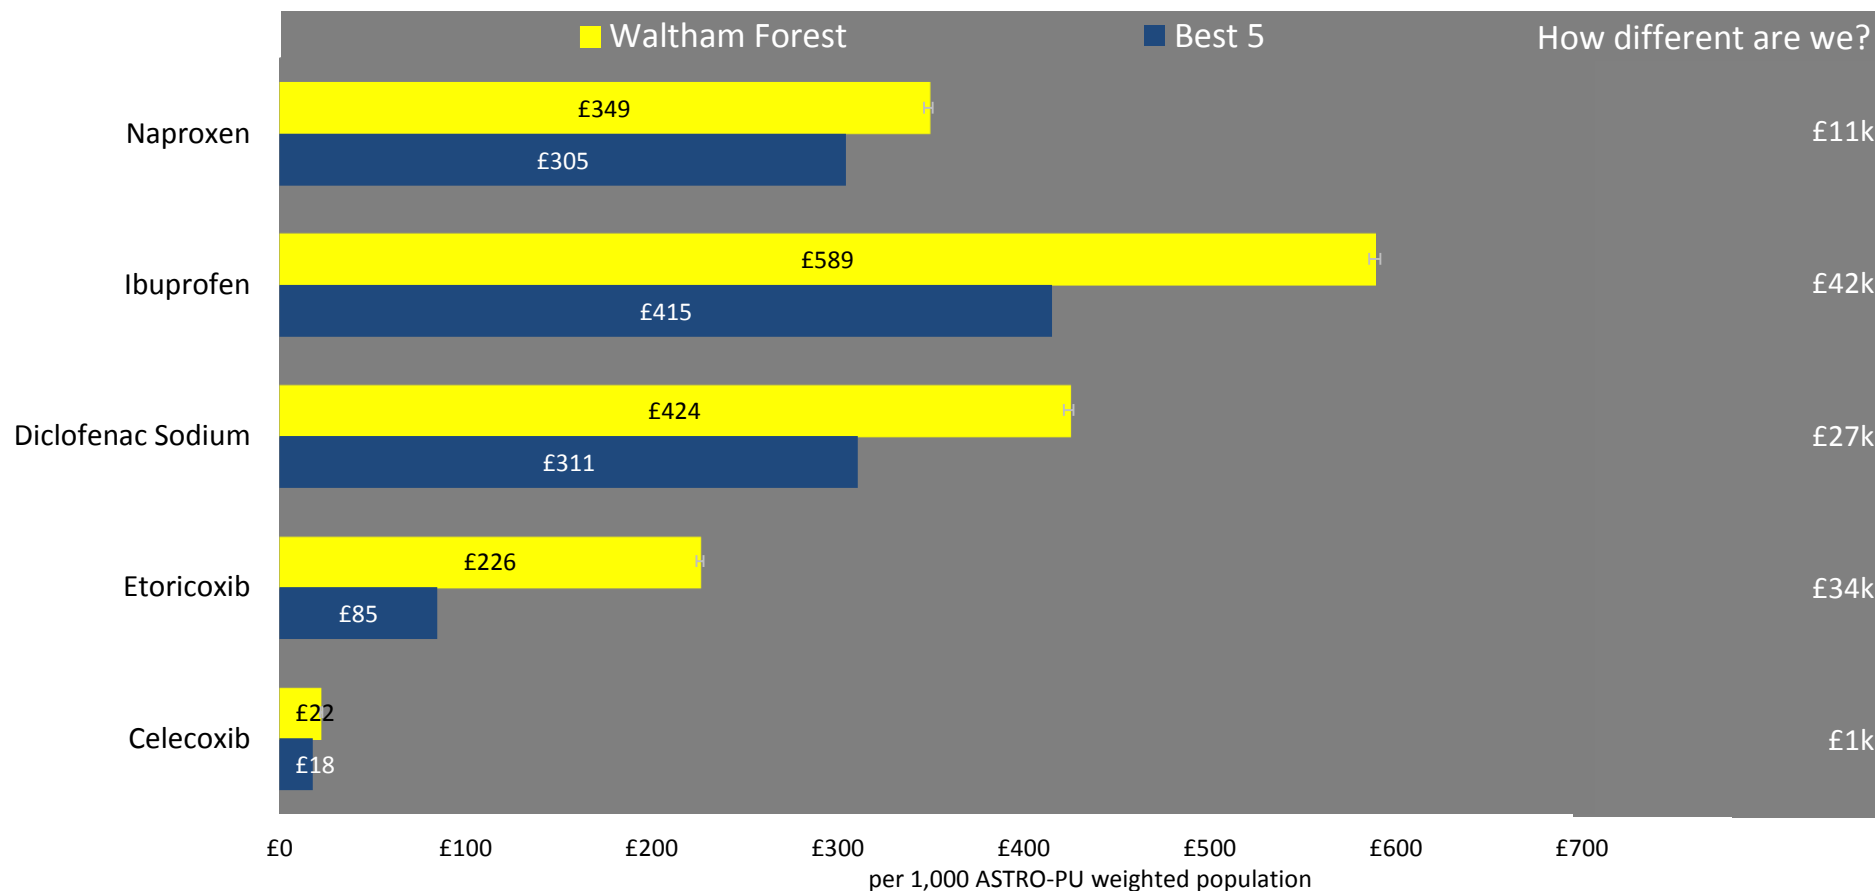 Waltham Forest
Best 5
How different are we?
Naproxen
£349
£305
£11k
Ibuprofen
£589
£415
£42k
Diclofenac Sodium
£424
£311
£27k
Etoricoxib
£226
£85
£34k
Celecoxib
£22
£18
£1k
£0 £100 £200 £300 £400 £500 £600 £700
per 1,000 ASTRO-PU weighted population